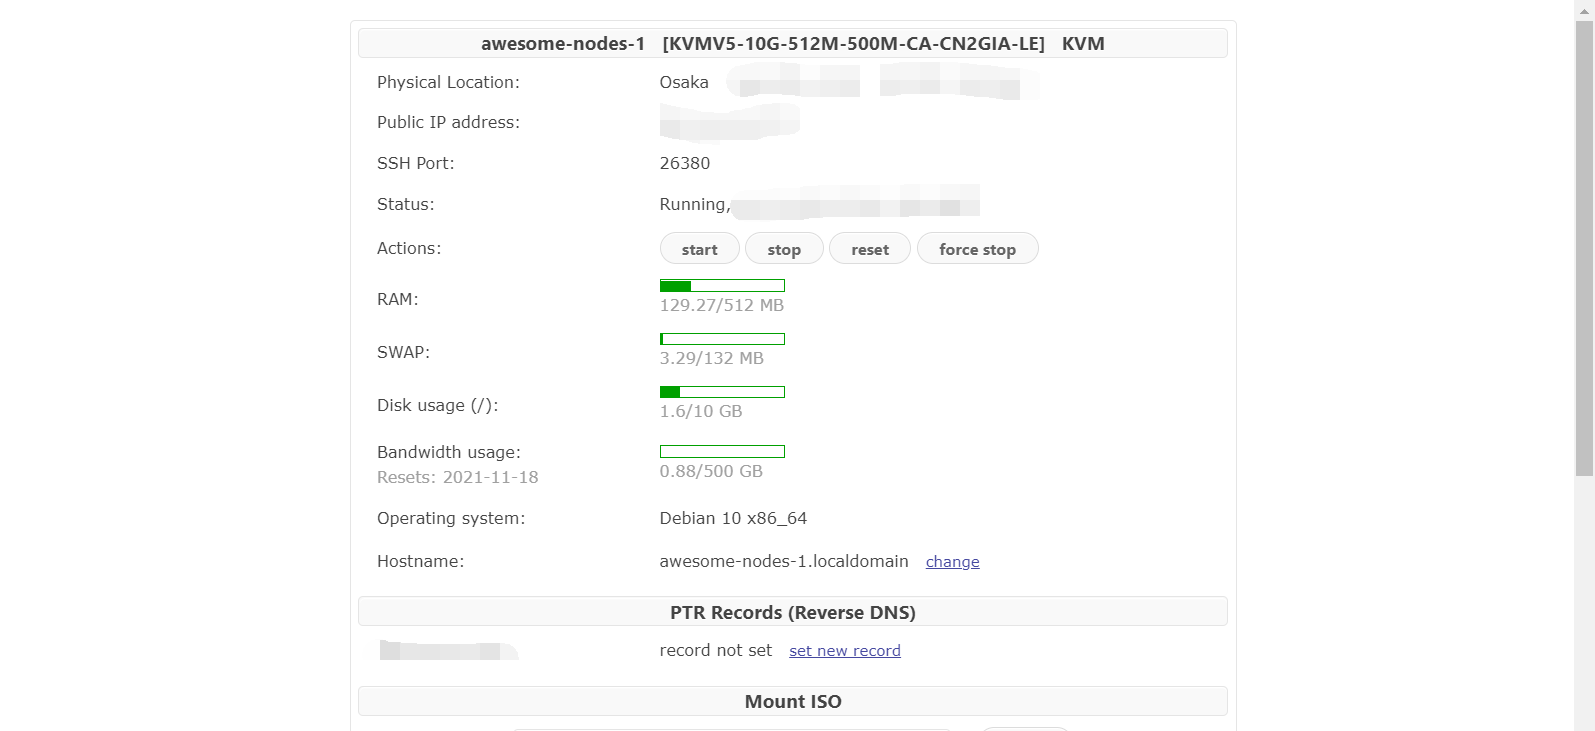 awesome-nodes-1 [KVMV5-10G-512M-500M-CA-CN2GIA-LE] KVM
Physical Location: Osaka
Public IP address:
SSH Port: 26380
Status: Running,
Actions: start stop reset force stop
RAM:
129.27/512 MB
SWAP:
3.29/132 MB
Disk usage (/):
1.6/10 GB
Bandwidth usage:
Resets: 2021-11-18
0.88/500 GB
Operating system: Debian 10 x86_64
Hostname: awesome-nodes-1.localdomain change
PTR Records (Reverse DNS)
record not set set new record
Mount ISO